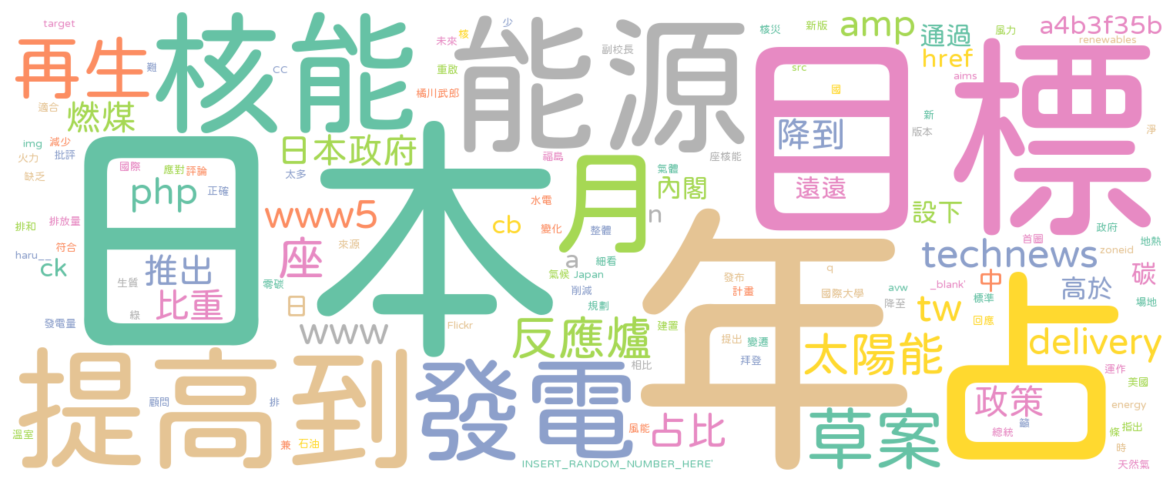 target
再生
核能
能源
目標
amp
通過
a4b3f35b
href
renewables
aims
核災
新版
風力
少
未來
核
重啟
副校長
橘川武郎
難
cc
適合
燃煤
src
國
降到
遠遠
新
版本
淨
img
減少
火力
批評
缺乏
日本
國際
應對
評論
php
正確
推出
比重
生質
綠
日本政府
太多
福島
座核能
月
氣體
內閣
n
設下
政府
地熱
排放量
排和
符合
haru__
ck
發電量
www5
座
來源
零碳
日
www
水電
cb
變化
整體
a
細看
氣候
Japan
削減
規劃
Flickr
反應爐
建置
相比
年
q
發布
計畫
國際大學
提出
變遷
拜登
avw
降至
首圖
zoneid
technews
_blank'
中
標準
高於
碳
場地
tw
回應
太陽能
占
delivery
運作
美國
政策
energy
總統
籲
條
指出
時
天然氣
提高到
顧問
排
溫室
兼
石油
發電
風能
占比
草案
INSERT_RANDOM_NUMBER_HERE'